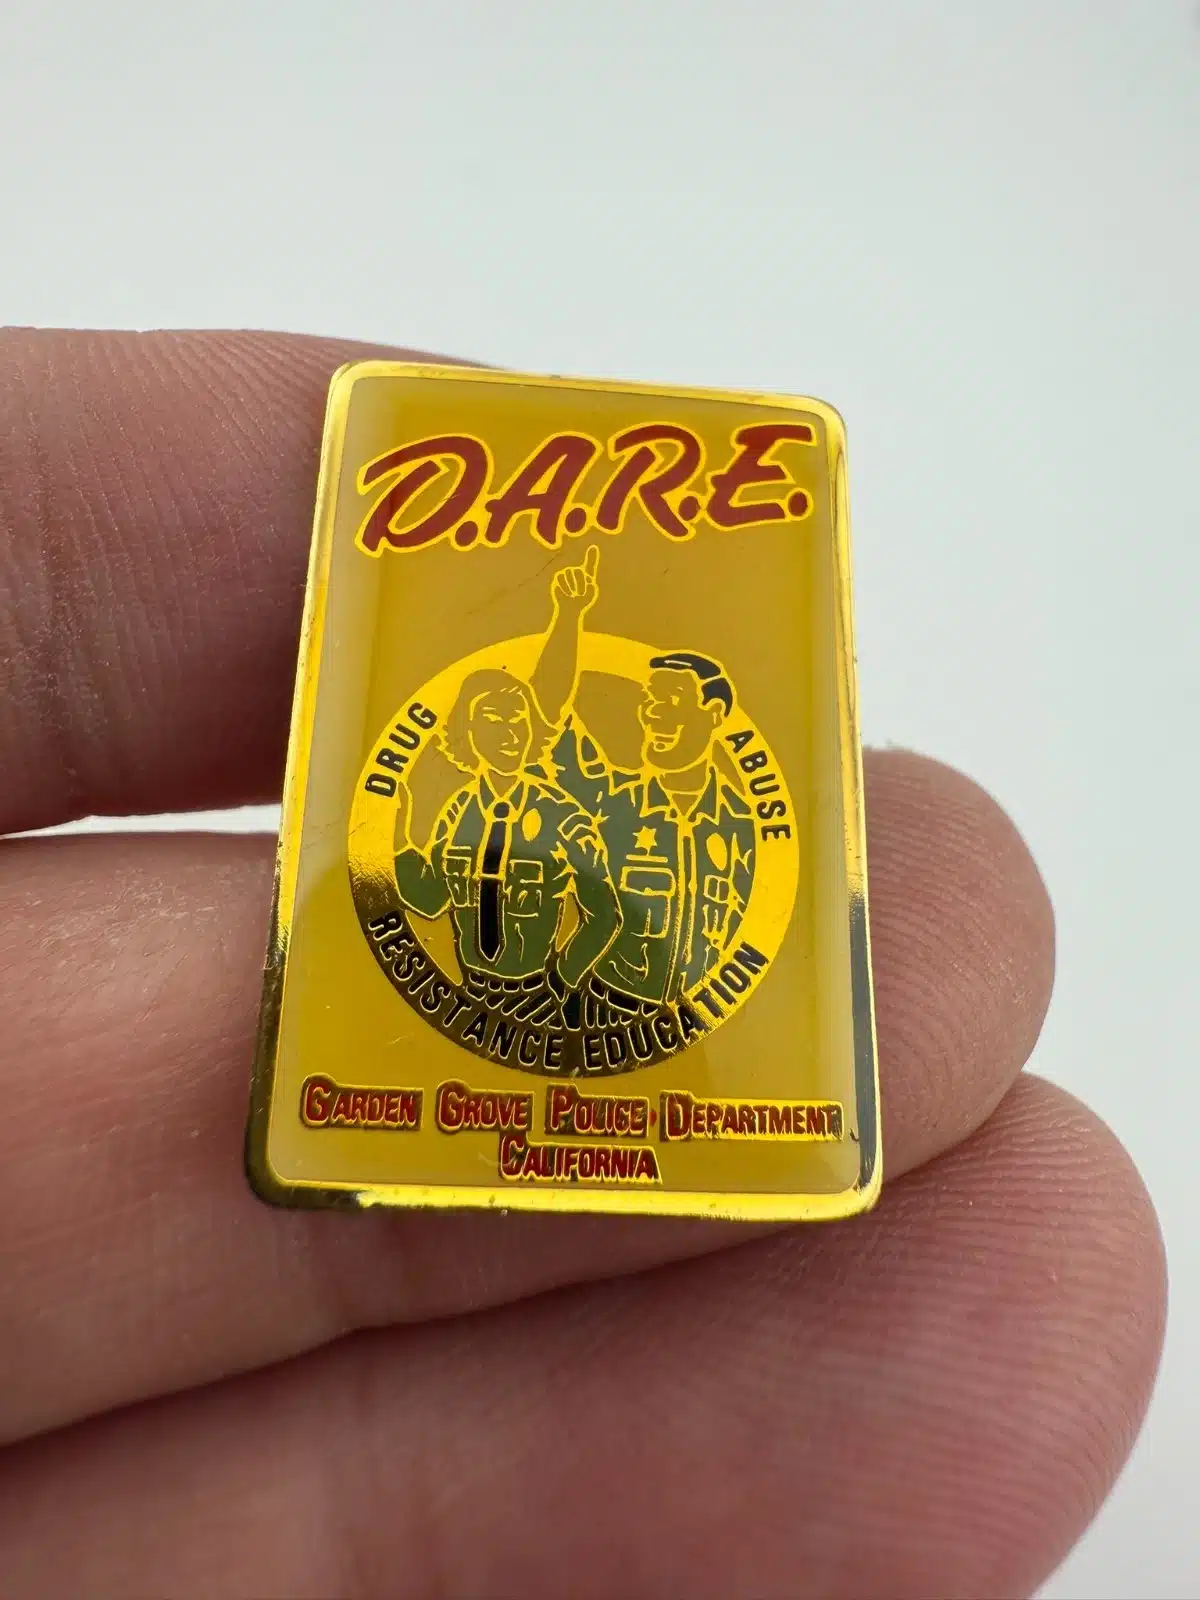 D.A.R.E.
DRUG ABUSE
RESISTANCE EDUCATION
GARDEN GROVE POLICE DEPARTMENT
CALIFORNIA